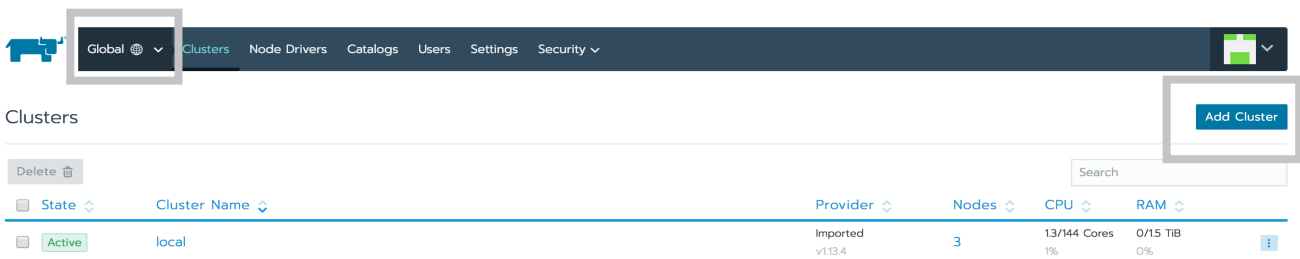 Global Clusters Node Drivers Catalogs Users Settings Security
Clusters
Add Cluster
Delete
Search
State Cluster Name Provider Nodes CPU RAM
Active local Imported 3 1.3/144 Cores 0/1.5 TiB
v1.13.4 1% 0%